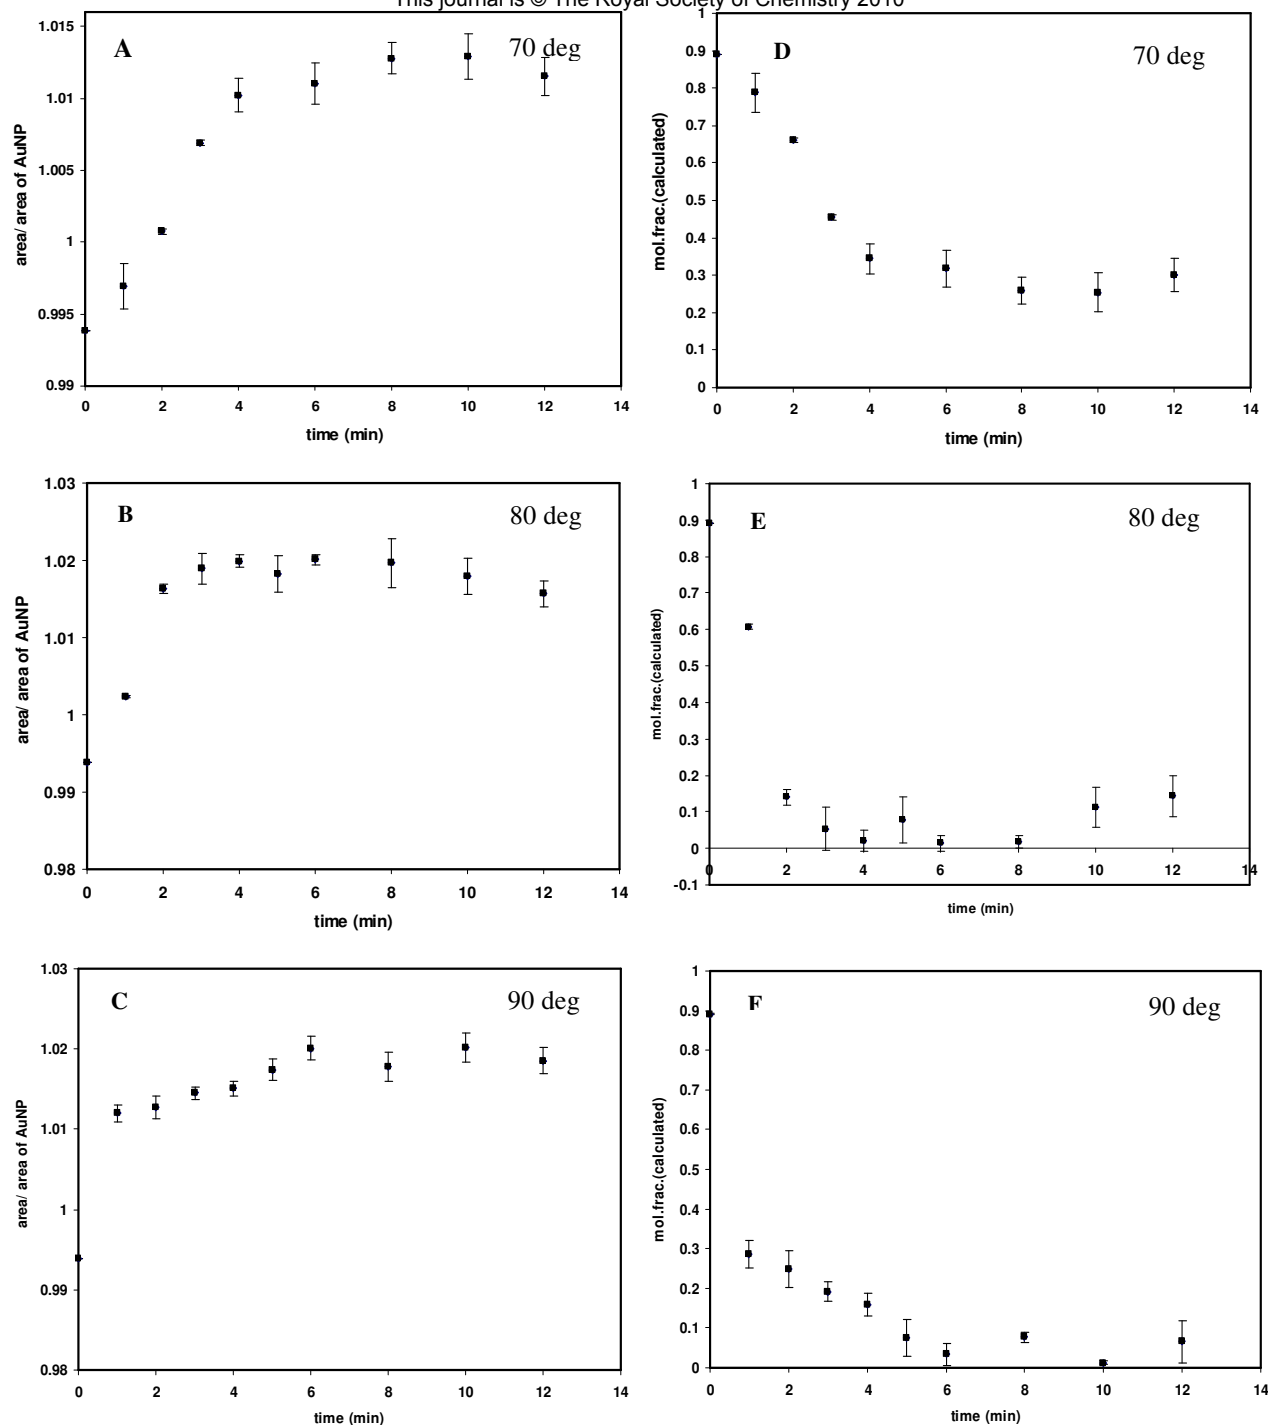 This journal is © The Royal Society of Chemistry 2010
A
70 deg
1.015
1.01
1.005
1
0.995
0.99
area/ area of AuNP
0 2 4 6 8 10 12 14
time (min)
D
70 deg
1
0.9
0.8
0.7
0.6
0.5
0.4
0.3
0.2
0.1
0
mol.frac.(calculated)
0 2 4 6 8 10 12 14
time (min)
B
80 deg
1.03
1.02
1.01
1
0.99
0.98
area/ area of AuNP
0 2 4 6 8 10 12 14
time (min)
E
80 deg
1
0.9
0.8
0.7
0.6
0.5
0.4
0.3
0.2
0.1
0
-0.1
mol.frac.(calculated)
0 2 4 6 8 10 12 14
time (min)
C
90 deg
1.03
1.02
1.01
1
0.99
0.98
area/ area of AuNP
0 2 4 6 8 10 12 14
time (min)
F
90 deg
1
0.9
0.8
0.7
0.6
0.5
0.4
0.3
0.2
0.1
0
mol.frac.(calculated)
0 2 4 6 8 10 12 14
time (min)